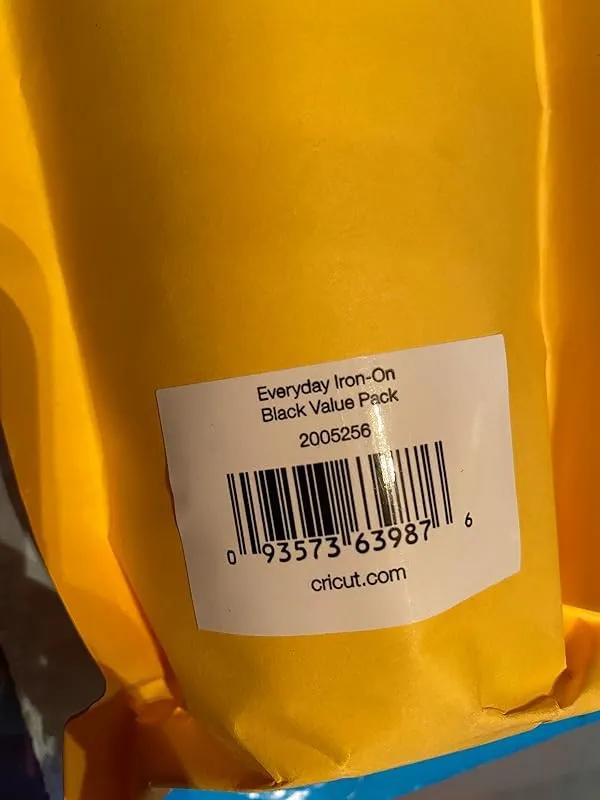 Everyday Iron-On
Black Value Pack
2005256
0 93573 63987 6
cricut.com